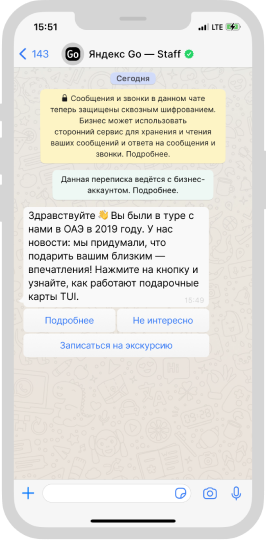 15:51
LTE
143
Go
Яндекс Go — Staff
Сегодня
Сообщения и звонки в данном чате
теперь защищены сквозным шифрованием.
Бизнес может использовать
сторонний сервис для хранения и чтения
ваших сообщений и ответа на сообщения и
звонки. Подробнее.
Данная переписка ведётся с бизнес-
аккаунтом. Подробнее.
Здравствуйте 👋 Вы были в туре с
нами в ОАЭ в 2019 году. У нас
новости: мы придумали, что
подарить вашим близким —
впечатления! Нажмите на кнопку и
узнайте, как работают подарочные
карты TUI.
15:40
Подробнее
Не интересно
Записаться на экскурсию